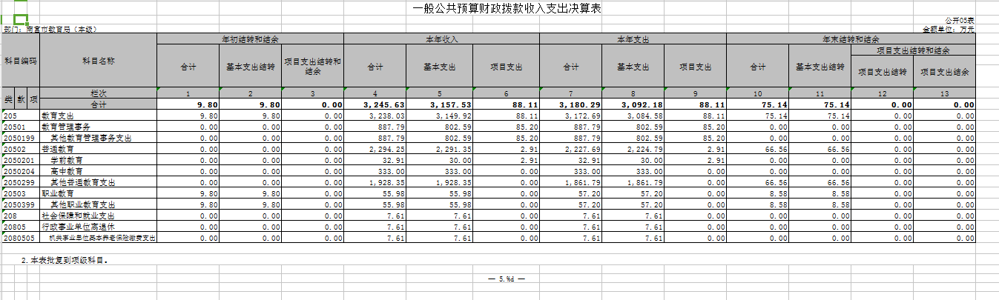 一般公共预算财政拨款收入支出决算表
公开05表
部门：南宫市教育局（本级） 金额单位：万元
科目编码 科目名称 年初结转和结余 本年收入 本年支出 年末结转和结余
合计 基本支出结转 项目支出结转和结余 合计 基本支出 项目支出 合计 基本支出 项目支出 合计 基本支出结转 项目支出结转和结余
项目支出结转 项目支出结余
类 款 项 栏次 1 2 3 4 5 6 7 8 9 10 11 12 13
合计 9.80 9.80 0.00 3,245.63 3,157.53 88.11 3,180.29 3,092.18 88.11 75.14 75.14 0.00 0.00
205 教育支出 9.80 9.80 0.00 3,238.03 3,149.92 88.11 3,172.69 3,084.58 88.11 75.14 75.14 0.00 0.00
20501 教育管理事务 0.00 0.00 0.00 887.79 802.59 85.20 887.79 802.59 85.20 0.00 0.00 0.00 0.00
2050199 其他教育管理事务支出 0.00 0.00 0.00 887.79 802.59 85.20 887.79 802.59 85.20 0.00 0.00 0.00 0.00
20502 普通教育 0.00 0.00 0.00 2,294.25 2,291.35 2.91 2,227.69 2,224.79 2.91 66.56 66.56 0.00 0.00
2050201 学前教育 0.00 0.00 0.00 32.91 30.00 2.91 32.91 30.00 2.91 0.00 0.00 0.00 0.00
2050204 高中教育 0.00 0.00 0.00 333.00 333.00 0.00 333.00 333.00 0.00 0.00 0.00 0.00 0.00
2050299 其他普通教育支出 0.00 0.00 0.00 1,928.35 1,928.35 0.00 1,861.79 1,861.79 0.00 66.56 66.56 0.00 0.00
20503 职业教育 9.80 9.80 0.00 55.98 55.98 0.00 57.20 57.20 0.00 8.58 8.58 0.00 0.00
2050399 其他职业教育支出 9.80 9.80 0.00 55.98 55.98 0.00 57.20 57.20 0.00 8.58 8.58 0.00 0.00
208 社会保障和就业支出 0.00 0.00 0.00 7.61 7.61 0.00 7.61 7.61 0.00 0.00 0.00 0.00 0.00
20805 行政事业单位离退休 0.00 0.00 0.00 7.61 7.61 0.00 7.61 7.61 0.00 0.00 0.00 0.00 0.00
2080505 机关事业单位基本养老保险缴费支出 0.00 0.00 0.00 7.61 7.61 0.00 7.61 7.61 0.00 0.00 0.00 0.00 0.00
2.本表批复到项级科目．
— 5.%d —